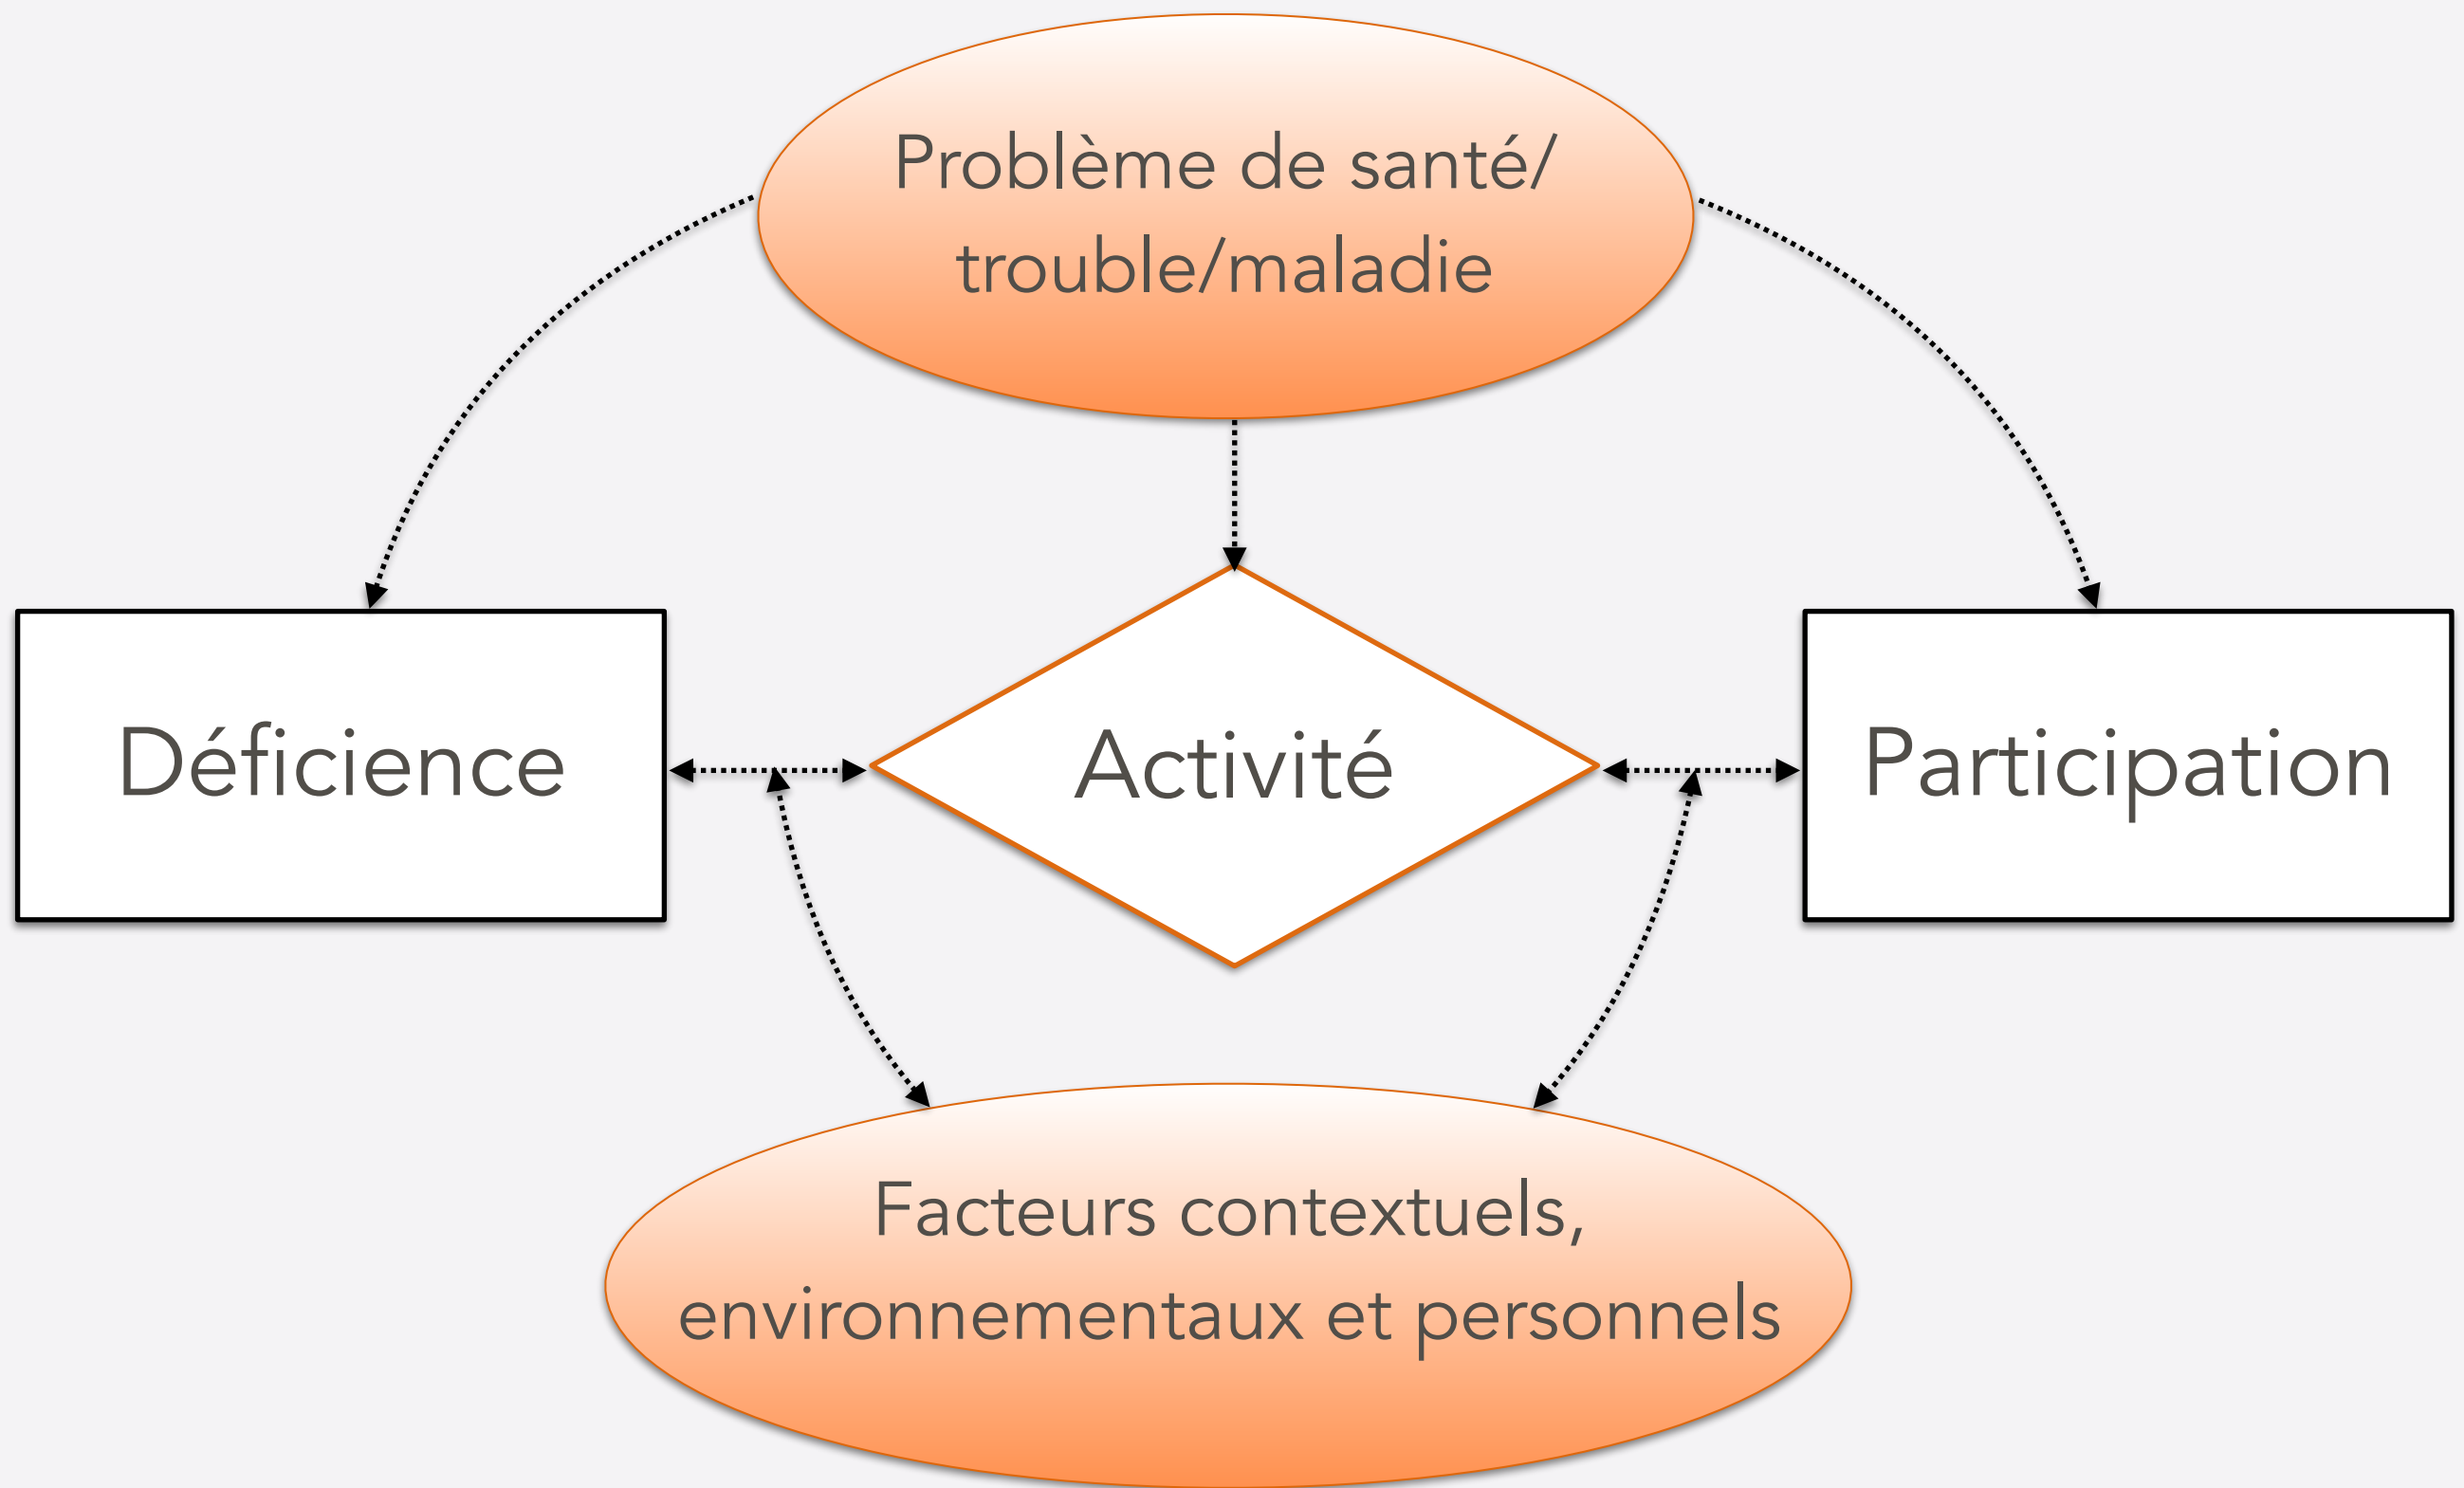 Problème de santé/
trouble/maladie
Déficience
Activité
Participation
Facteurs contextuels,
environnementaux et personnels